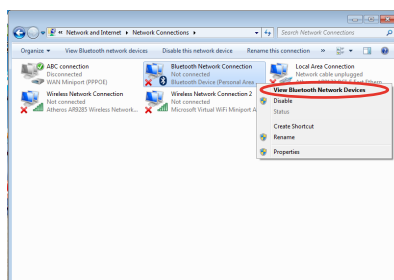 Network and Internet ▸ Network Connections ▸
Search Network Connections
Organize View Bluetooth network devices Disable this network device Rename this connection »
ABC connection
Disconnected
WAN Miniport (PPPOE)
Bluetooth Network Connection
Not connected
Bluetooth Device (Personal Area ...
Local Area Connection
Network cable unplugged
Wireless Network Connection
Not connected
Atheros AR9285 Wireless Network...
Wireless Network Connection 2
Not connected
Microsoft Virtual WiFi Miniport A
View Bluetooth Network Devices
Disable
Status
Create Shortcut
Rename
Properties